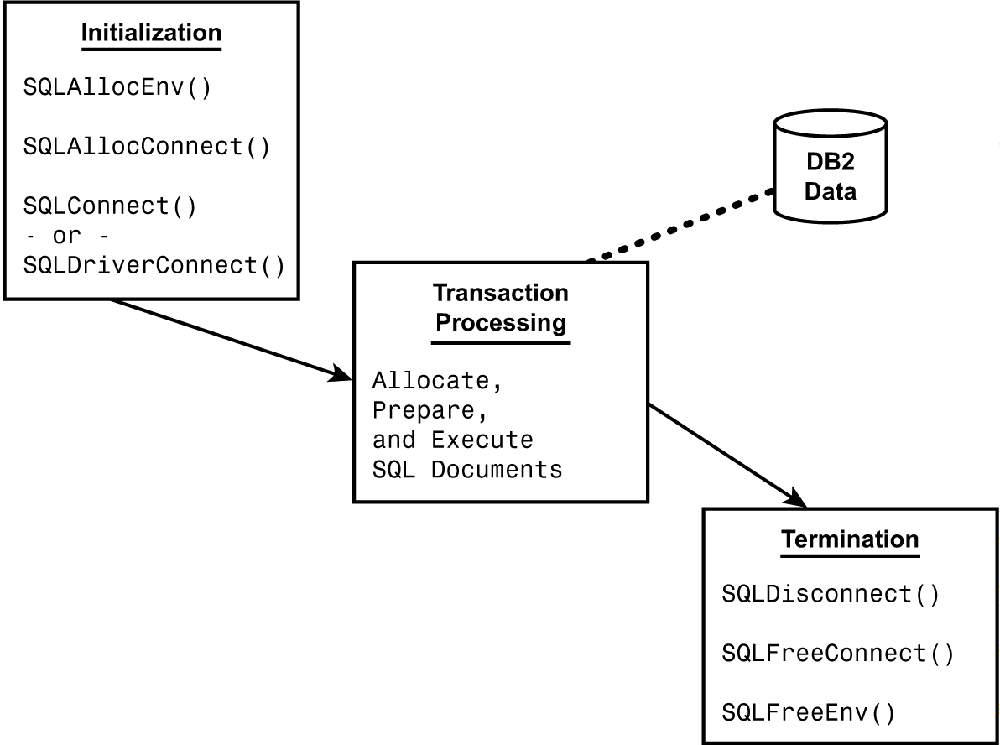 Initialization
SQLAllocEnv()
SQLAllocConnect()
SQLConnect()
- or -
SQLDriverConnect()
DB2
Data
Transaction
Processing
Allocate,
Prepare,
and Execute
SQL Documents
Termination
SQLDisconnect()
SQLFreeConnect()
SQLFreeEnv()